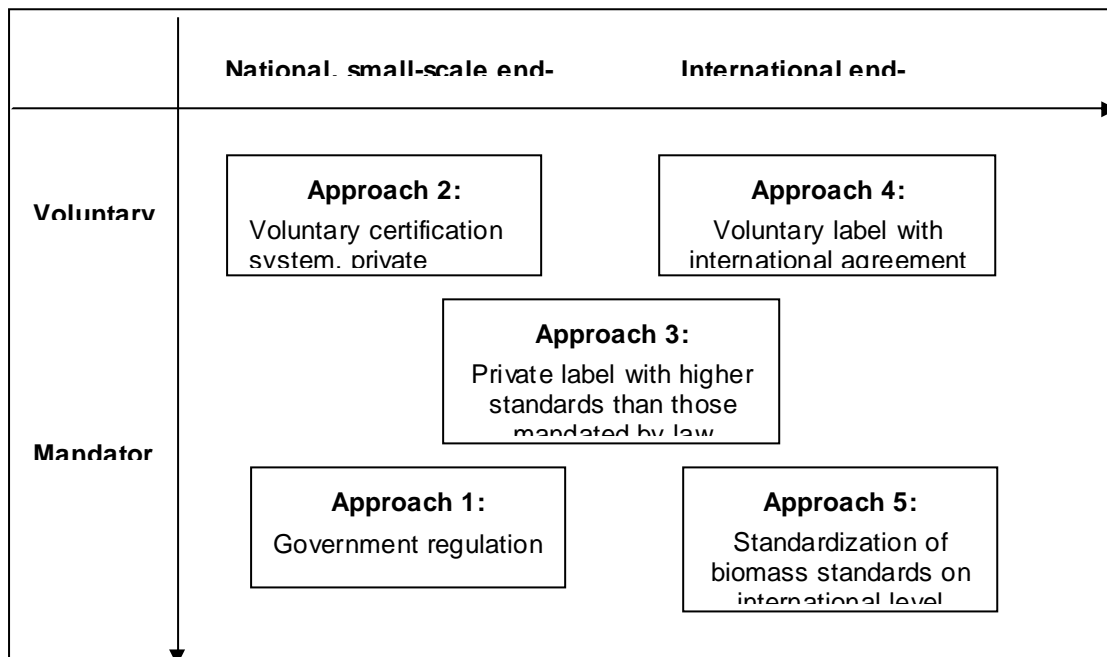 National, small-scale end-
International end-
Voluntary
Approach 2:
Voluntary certification
system, private
Approach 4:
Voluntary label with
international agreement
Approach 3:
Private label with higher
standards than those
mandated by law
Mandator
Approach 1:
Government regulation
Approach 5:
Standardization of
biomass standards on
international level